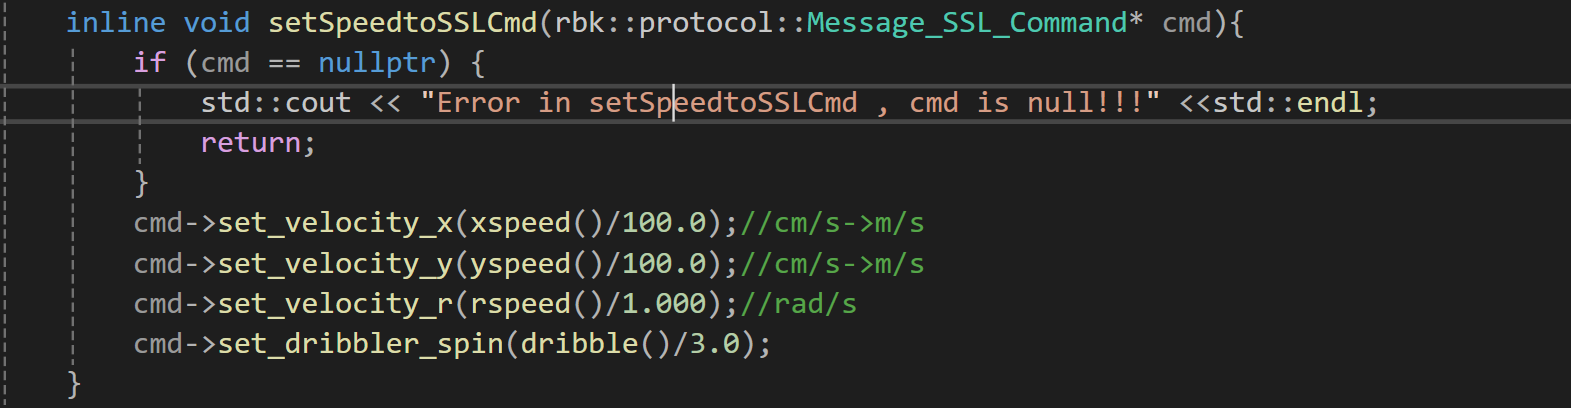 inline void setSpeedtoSSLCmd(rbk::protocol::Message_SSL_Command* cmd){
    if (cmd == nullptr) {
        std::cout << "Error in setSpeedtoSSLCmd , cmd is null!!!" <<std::endl;
        return;
    }
    cmd->set_velocity_x(xspeed()/100.0);//cm/s->m/s
    cmd->set_velocity_y(yspeed()/100.0);//cm/s->m/s
    cmd->set_velocity_r(rspeed()/1.000);//rad/s
    cmd->set_dribbler_spin(dribble()/3.0);
}